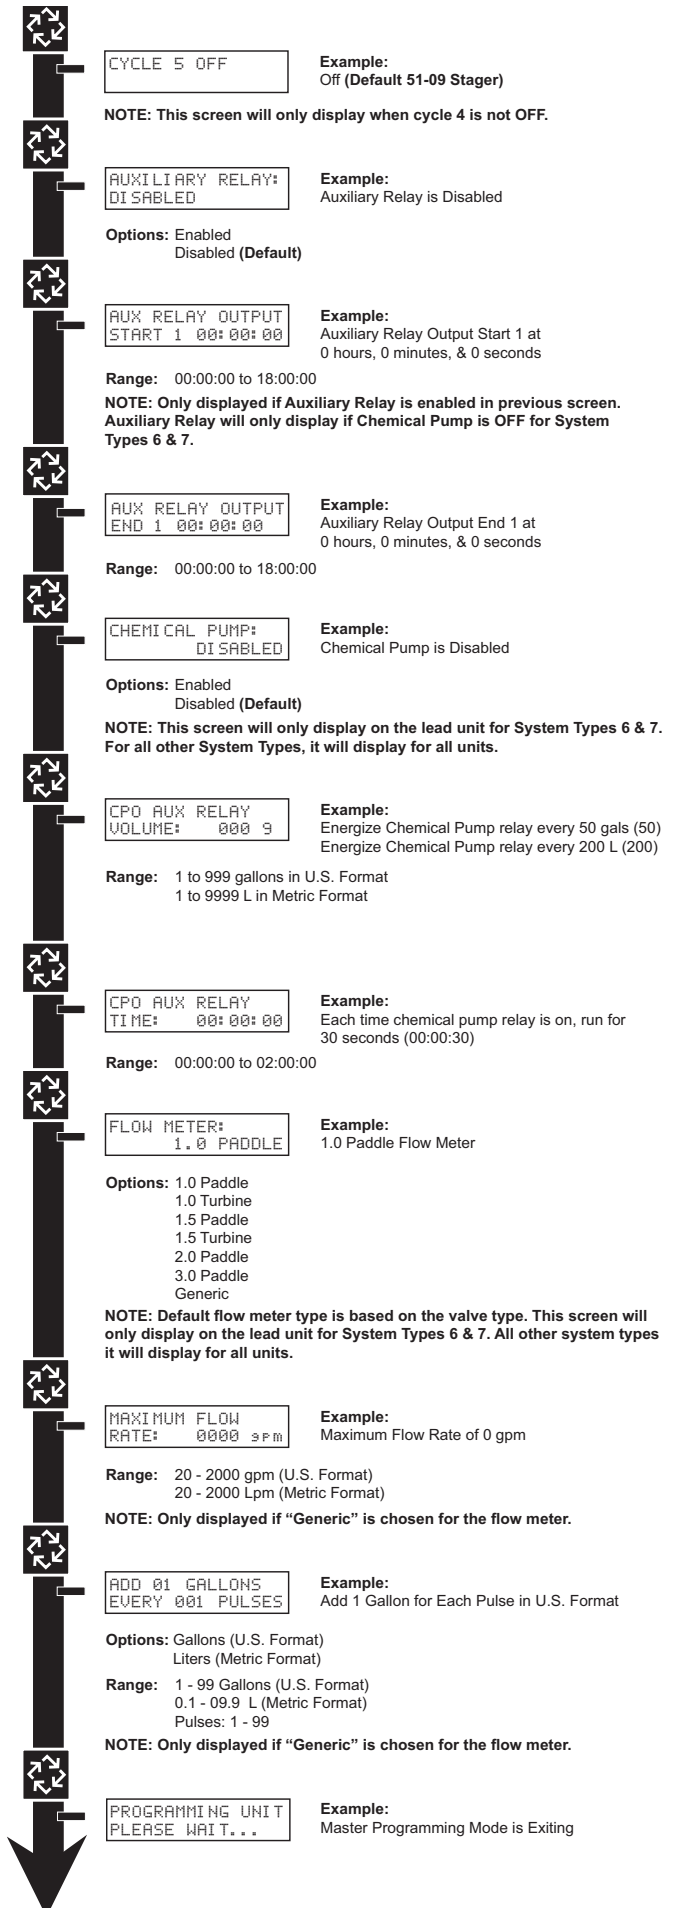 CYCLE 5 OFF
Example:
Off (Default 51-09 Stager)
NOTE: This screen will only display when cycle 4 is not OFF.
AUXILIARY RELAY:
DISABLED
Example:
Auxiliary Relay is Disabled
Options: Enabled
Disabled (Default)
AUX RELAY OUTPUT
START 1 00:00:00
Example:
Auxiliary Relay Output Start 1 at
0 hours, 0 minutes, & 0 seconds
Range: 00:00:00 to 18:00:00
NOTE: Only displayed if Auxiliary Relay is enabled in previous screen.
Auxiliary Relay will only display if Chemical Pump is OFF for System
Types 6 & 7.
AUX RELAY OUTPUT
END 1 00:00:00
Example:
Auxiliary Relay Output End 1 at
0 hours, 0 minutes, & 0 seconds
Range: 00:00:00 to 18:00:00
CHEMICAL PUMP:
DISABLED
Example:
Chemical Pump is Disabled
Options: Enabled
Disabled (Default)
NOTE: This screen will only display on the lead unit for System Types 6 & 7.
For all other System Types, it will display for all units.
CPO AUX RELAY
VOLUME: 000 9
Example:
Energize Chemical Pump relay every 50 gals (50)
Energize Chemical Pump relay every 200 L (200)
Range: 1 to 999 gallons in U.S. Format
1 to 9999 L in Metric Format
CPO AUX RELAY
TIME: 00:00:00
Example:
Each time chemical pump relay is on, run for
30 seconds (00:00:30)
Range: 00:00:00 to 02:00:00
FLOW METER:
1.0 PADDLE
Example:
1.0 Paddle Flow Meter
Options: 1.0 Paddle
1.0 Turbine
1.5 Paddle
1.5 Turbine
2.0 Paddle
3.0 Paddle
Generic
NOTE: Default flow meter type is based on the valve type. This screen will
only display on the lead unit for System Types 6 & 7. All other system types
it will display for all units.
MAXIMUM FLOW
RATE: 0000 gpm
Example:
Maximum Flow Rate of 0 gpm
Range: 20 - 2000 gpm (U.S. Format)
20 - 2000 Lpm (Metric Format)
NOTE: Only displayed if “Generic” is chosen for the flow meter.
ADD 01 GALLONS
EVERY 001 PULSES
Example:
Add 1 Gallon for Each Pulse in U.S. Format
Options: Gallons (U.S. Format)
Liters (Metric Format)
Range: 1 - 99 Gallons (U.S. Format)
0.1 - 09.9 L (Metric Format)
Pulses: 1 - 99
NOTE: Only displayed if “Generic” is chosen for the flow meter.
PROGRAMMING UNIT
PLEASE WAIT...
Example:
Master Programming Mode is Exiting